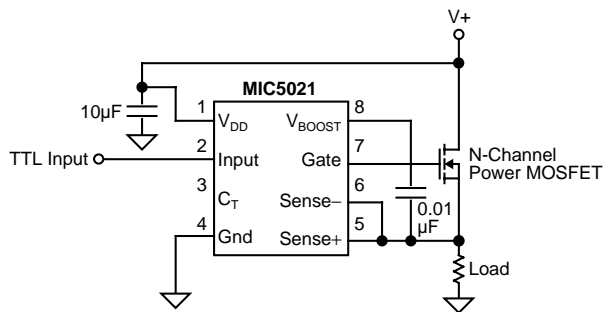 V+
MIC5021
10µF
1
V_DD
V_BOOST
8
TTL Input
2
Input
Gate
7
N-Channel
Power MOSFET
3
C_T
Sense−
6
0.01
µF
4
Gnd
Sense+
5
Load